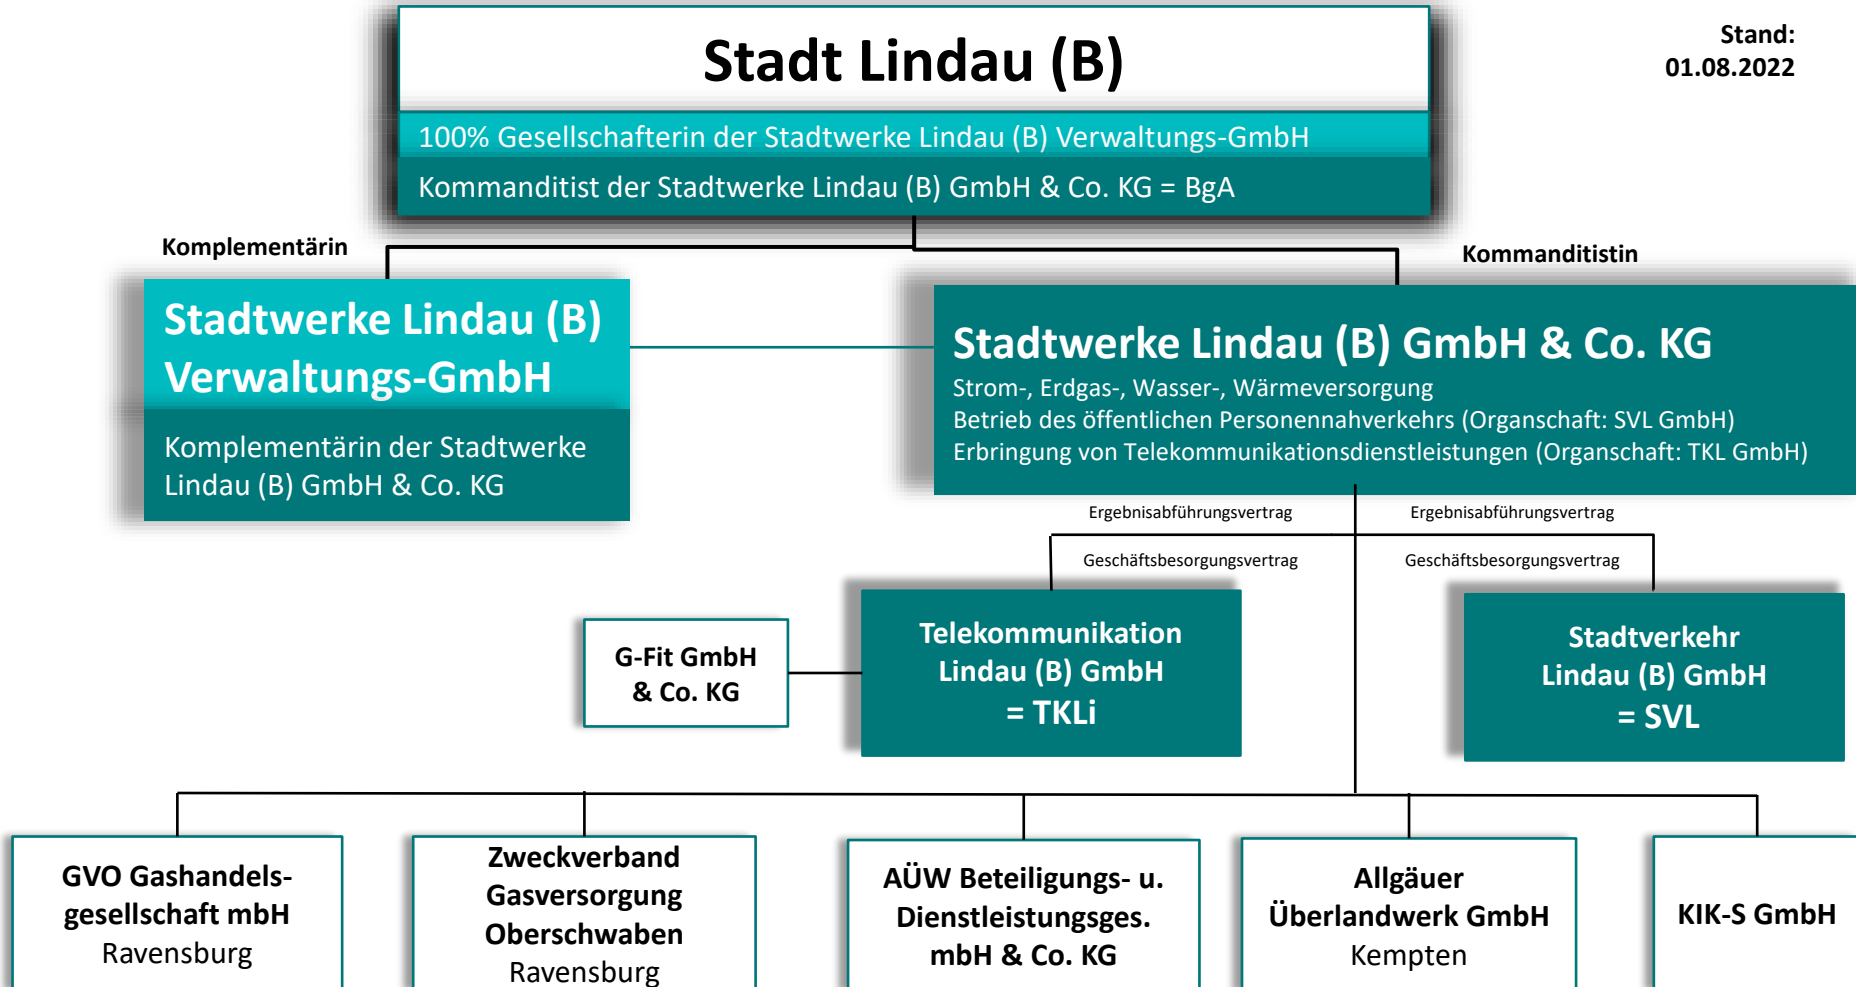 Stadt Lindau (B)
Stand:
01.08.2022
100% Gesellschafterin der Stadtwerke Lindau (B) Verwaltungs-GmbH
Kommanditist der Stadtwerke Lindau (B) GmbH & Co. KG = BgA
Komplementärin
Kommanditistin
Stadtwerke Lindau (B)
Verwaltungs-GmbH
Komplementärin der Stadtwerke
Lindau (B) GmbH & Co. KG
Stadtwerke Lindau (B) GmbH & Co. KG
Strom-, Erdgas-, Wasser-, Wärmeversorgung
Betrieb des öffentlichen Personennahverkehrs (Organschaft: SVL GmbH)
Erbringung von Telekommunikationsdienstleistungen (Organschaft: TKL GmbH)
Ergebnisabführungsvertrag
Ergebnisabführungsvertrag
Geschäftsbesorgungsvertrag
Geschäftsbesorgungsvertrag
G-Fit GmbH
& Co. KG
Telekommunikation
Lindau (B) GmbH
= TKLi
Stadtverkehr
Lindau (B) GmbH
= SVL
GVO Gashandels-
gesellschaft mbH
Ravensburg
Zweckverband
Gasversorgung
Oberschwaben
Ravensburg
AÜW Beteiligungs- u.
Dienstleistungsges.
mbH & Co. KG
Allgäuer
Überlandwerk GmbH
Kempten
KIK-S GmbH